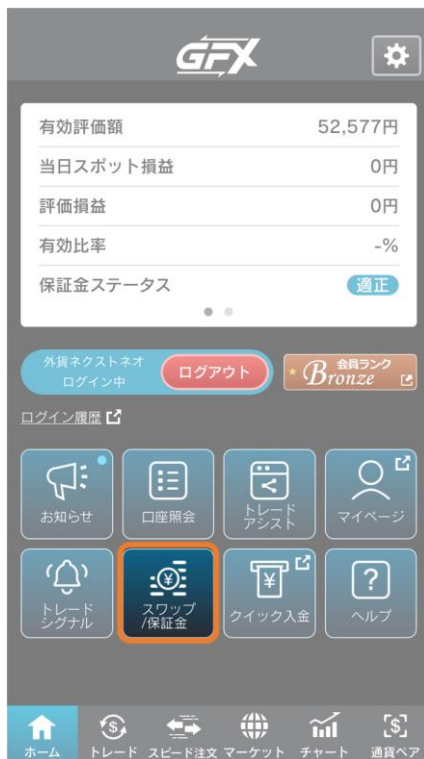 GFX
有効評価額 52,577円
当日スポット損益 0円
評価損益 0円
有効比率 -%
保証金ステータス 適正
外貨ネクストネオ
ログイン中
ログアウト
会員ランク
Bronze
ログイン履歴
お知らせ
口座照会
トレード
アシスト
マイページ
トレード
シグナル
スワップ
/保証金
クイック入金
ヘルプ
ホーム トレード スピード注文 マーケット チャート 通貨ペア